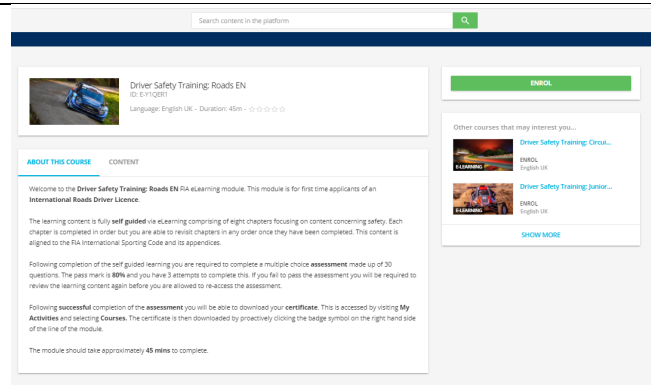 Search content in the platform
Driver Safety Training: Roads EN
ID: E-Y1QER1
Language: English UK - Duration: 45m -
ENROL
ABOUT THIS COURSE
CONTENT
Welcome to the Driver Safety Training: Roads EN FIA eLearning module. This module is for first time applicants of an
International Roads Driver Licence.
The learning content is fully self guided via eLearning comprising of eight chapters focusing on content concerning safety. Each
chapter is completed in order but you are able to revisit chapters in any order once they have been completed. This content is
aligned to the FIA International Sporting Code and its appendices.
Following completion of the self guided learning you are required to complete a multiple choice assessment made up of 30
questions. The pass mark is 80% and you have 3 attempts to complete this. If you fail to pass the assessment you will be required to
review the learning content again before you are allowed to re-access the assessment.
Following successful completion of the assessment you will be able to download your certificate. This is accessed by visiting My
Activities and selecting Courses. The certificate is then downloaded by proactively clicking the badge symbol on the right hand side
of the line of the module.
The module should take approximately 45 mins to complete.
Other courses that may interest you...
E-LEARNING
Driver Safety Training: Circui...
ENROL
English UK
E-LEARNING
Driver Safety Training: Junior...
ENROL
English UK
SHOW MORE